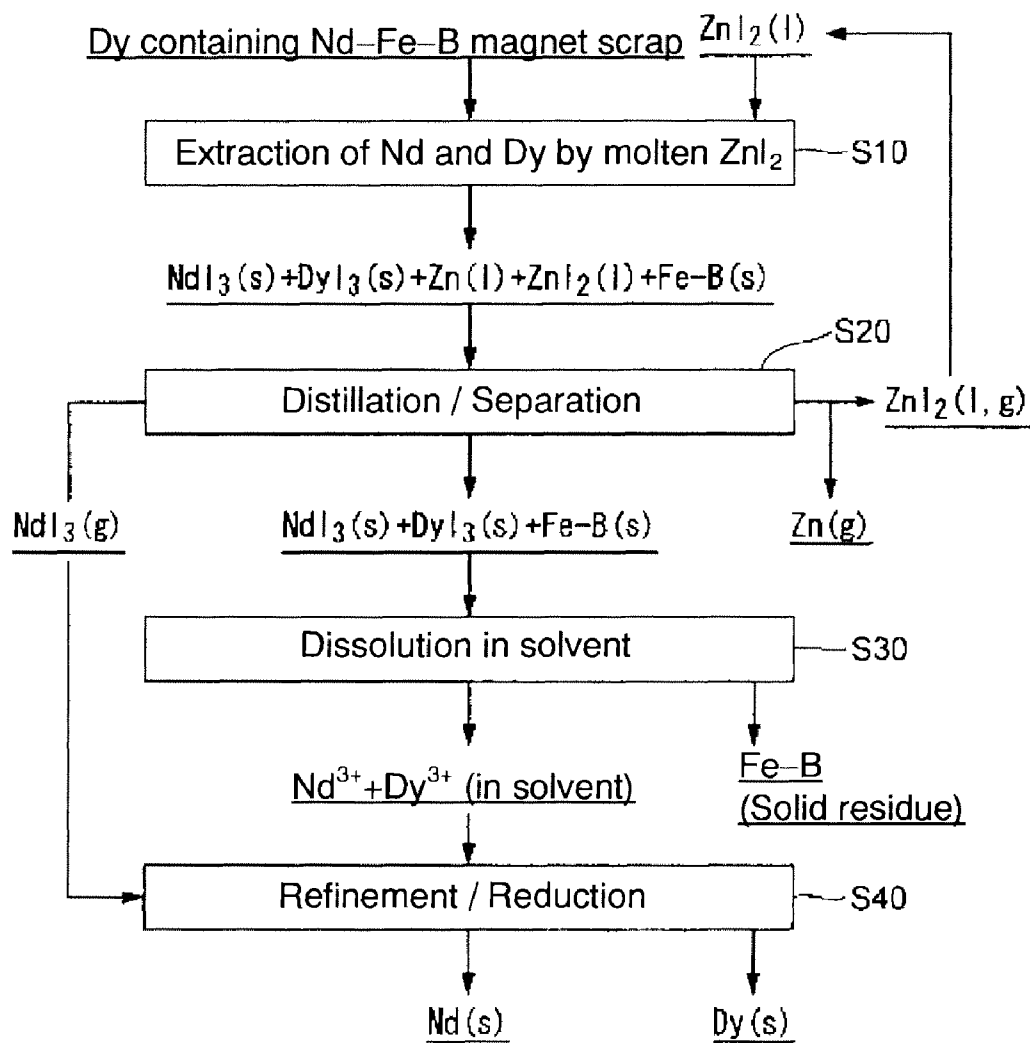 Dy containing Nd–Fe–B magnet scrap ZnI₂(l)
Extraction of Nd and Dy by molten ZnI₂ S10
NdI₃(s)+DyI₃(s)+Zn(l)+ZnI₂(l)+Fe-B(s)
S20
Distillation / Separation
ZnI₂(l,g)
NdI₃(g)
NdI₃(s)+DyI₃(s)+Fe-B(s)
Zn(g)
Dissolution in solvent S30
Nd³⁺+Dy³⁺ (in solvent)
Fe–B
(Solid residue)
Refinement / Reduction S40
Nd(s) Dy(s)